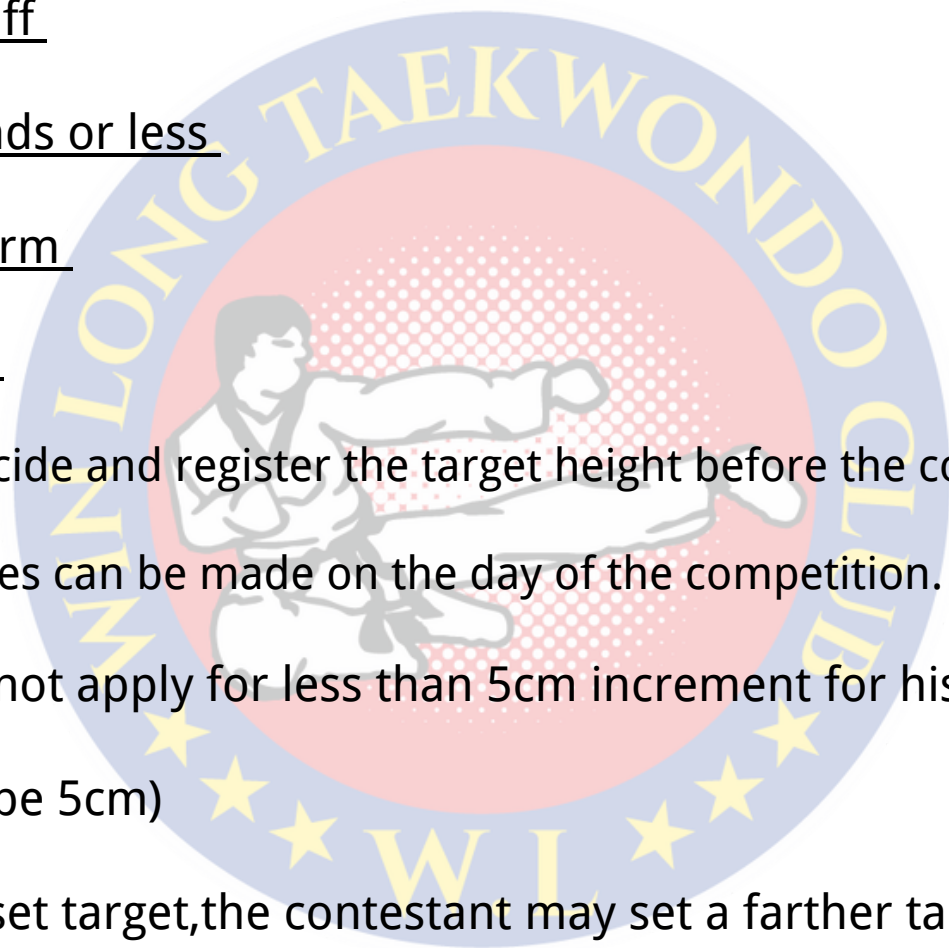 ff
nds or less
rm
cide and register the target height before the co
es can be made on the day of the competition.
not apply for less than 5cm increment for his
be 5cm)
set target,the contestant may set a farther ta
WIN LONG TAEKWONDO CLUB
W L